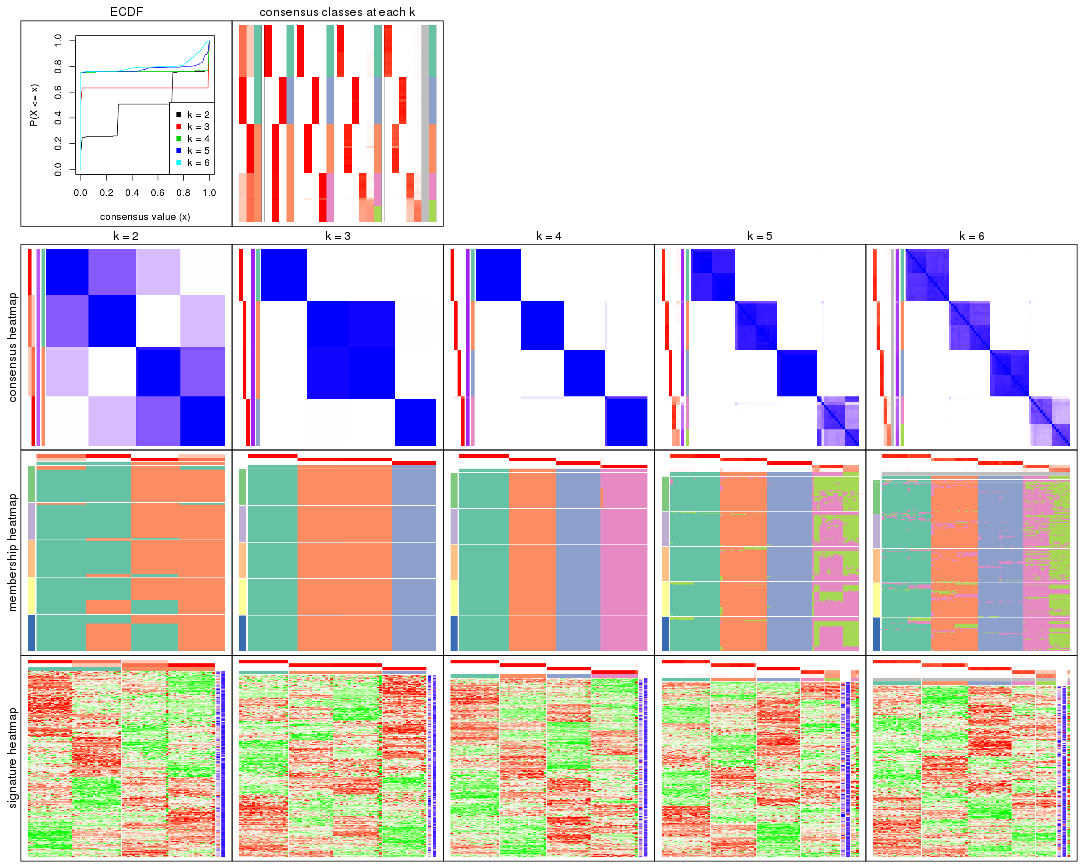 ECDF
consensus classes at each k
P(X <= x)
0.0 0.2 0.4 0.6 0.8 1.0
k = 2
k = 3
k = 4
k = 5
k = 6
0.0 0.2 0.4 0.6 0.8 1.0
consensus value (x)
k = 2 k = 3 k = 4 k = 5 k = 6
consensus heatmap
membership heatmap
signature heatmap